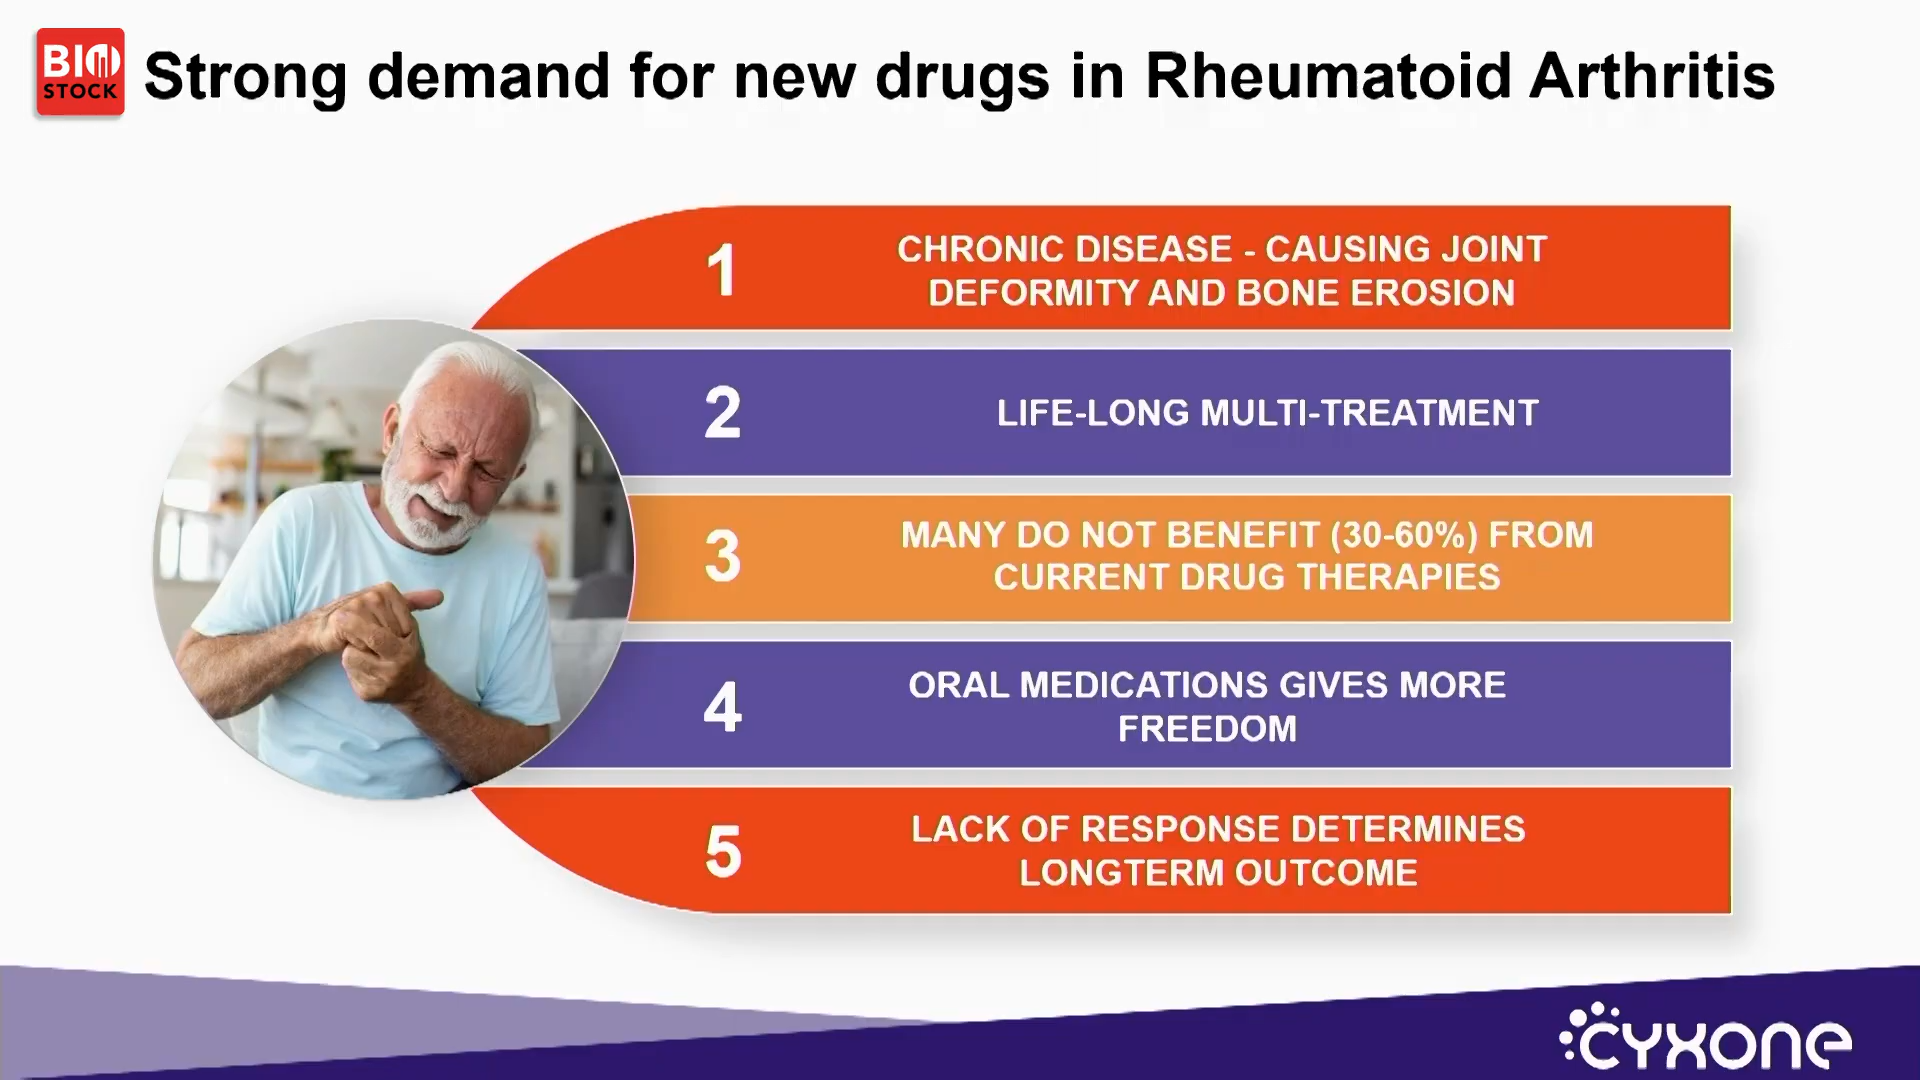 BIO
STOCK
Strong demand for new drugs in Rheumatoid Arthritis
1
CHRONIC DISEASE - CAUSING JOINT
DEFORMITY AND BONE EROSION
2
LIFE-LONG MULTI-TREATMENT
3
MANY DO NOT BENEFIT (30-60%) FROM
CURRENT DRUG THERAPIES
4
ORAL MEDICATIONS GIVES MORE
FREEDOM
5
LACK OF RESPONSE DETERMINES
LONGTERM OUTCOME
cyxone